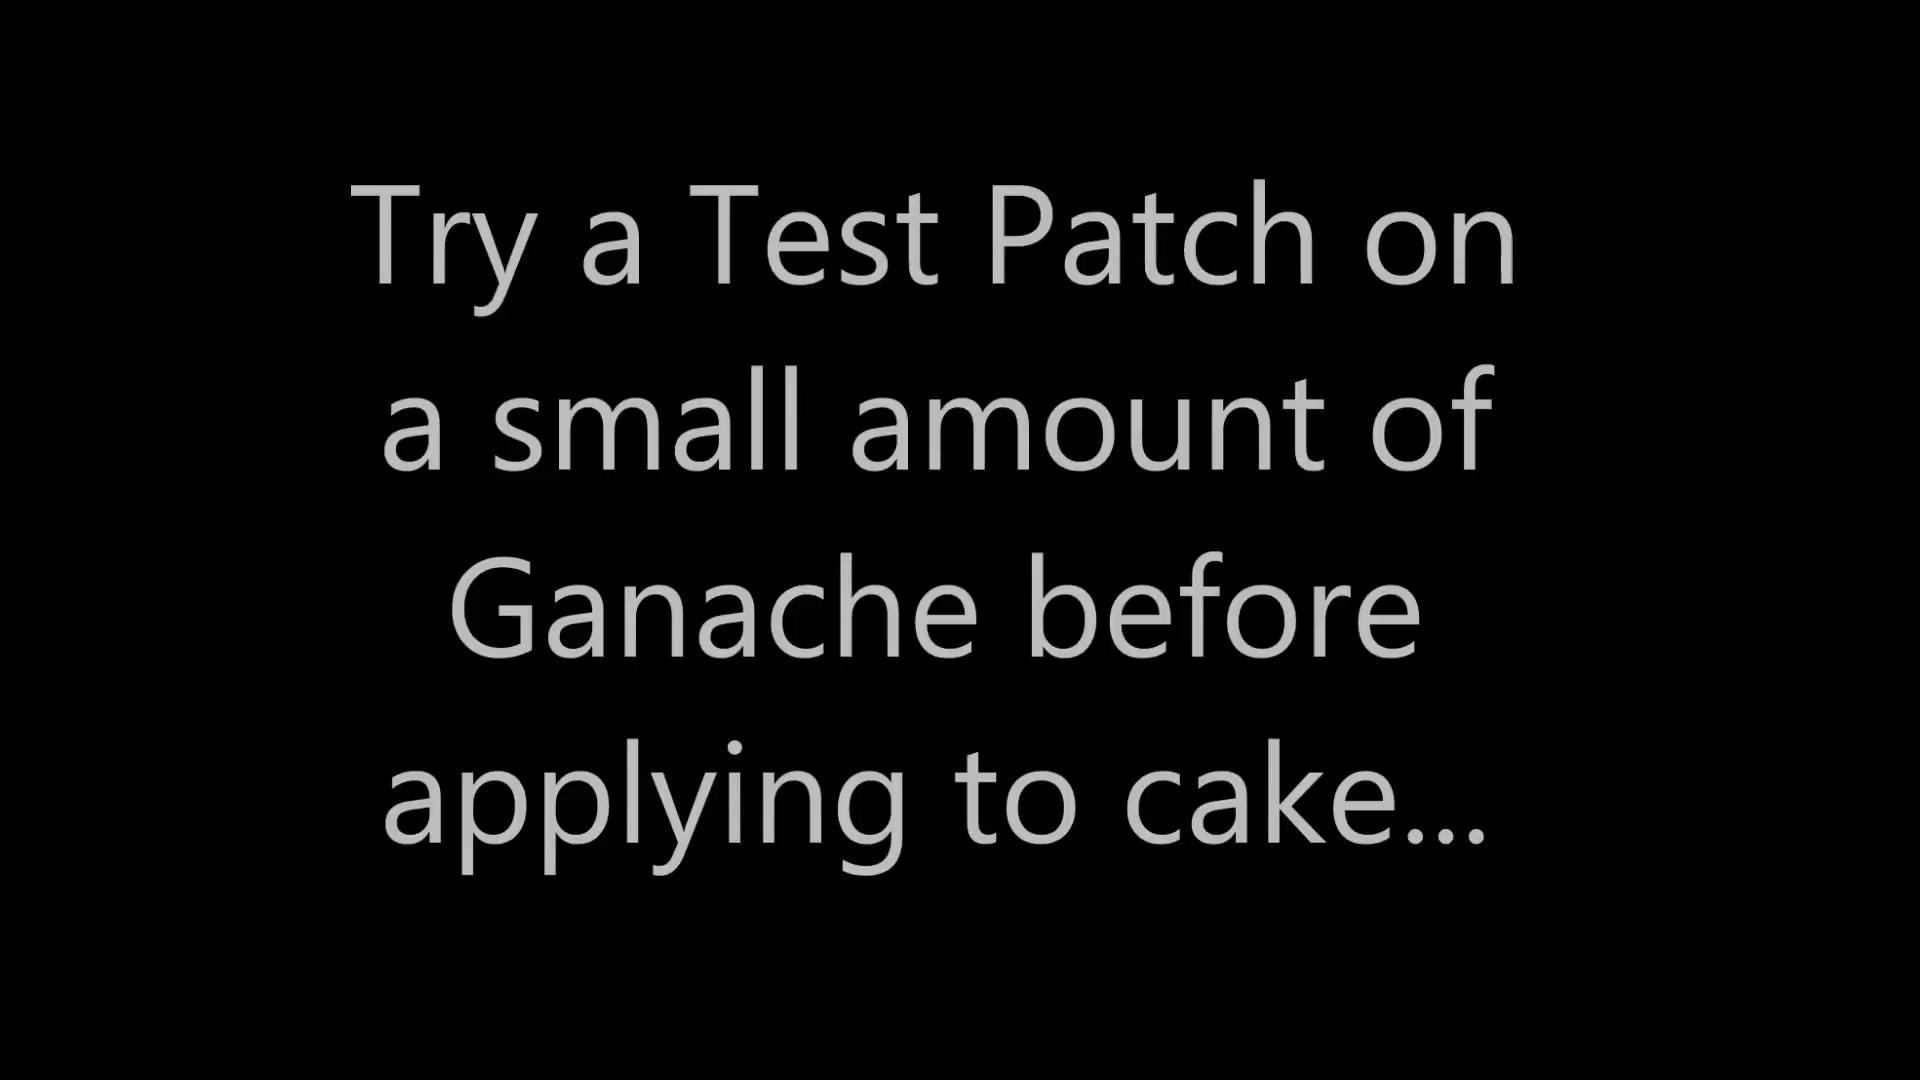 Try a Test Patch on
a small amount of
Ganache before
applying to cake...